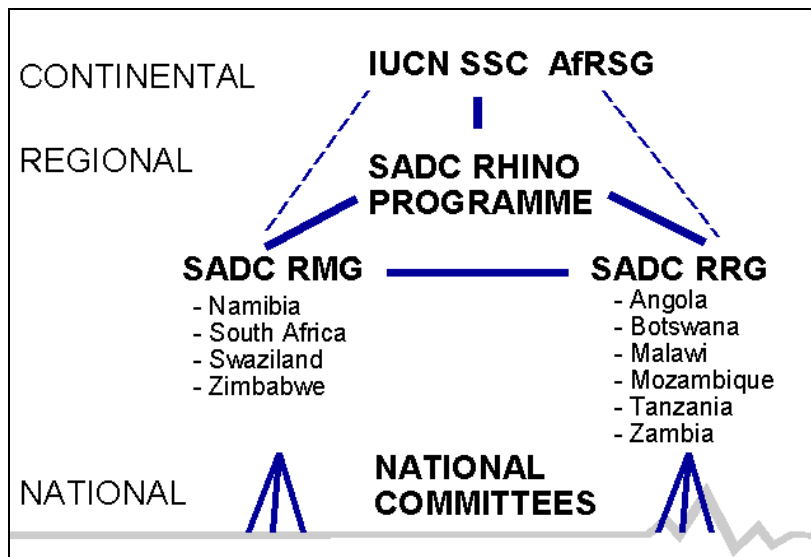 CONTINENTAL
IUCN SSC AfRSG
REGIONAL
SADC RHINO
PROGRAMME
SADC RMG
- Namibia
- South Africa
- Swaziland
- Zimbabwe
SADC RRG
- Angola
- Botswana
- Malawi
- Mozambique
- Tanzania
- Zambia
NATIONAL
NATIONAL
COMMITTEES